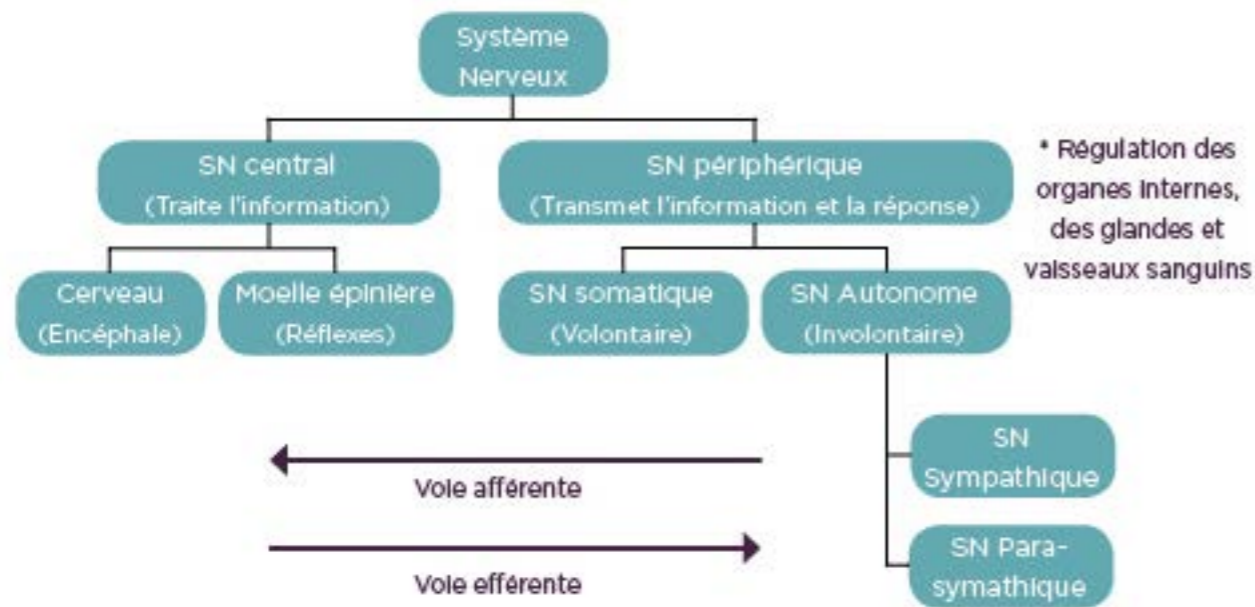 Système
Nerveux
SN central
(Traite l'information)
SN périphérique
(Transmet l'information et la réponse)
* Régulation des
organes internes,
des glandes et
vaisseaux sanguins
Cerveau
(Encéphale)
Moelle épinière
(Réflexes)
SN somatique
(Volontaire)
SN Autonome
(Involontaire)
SN
Sympathique
Voie afférente
SN Para-
symathique
Voie efférente